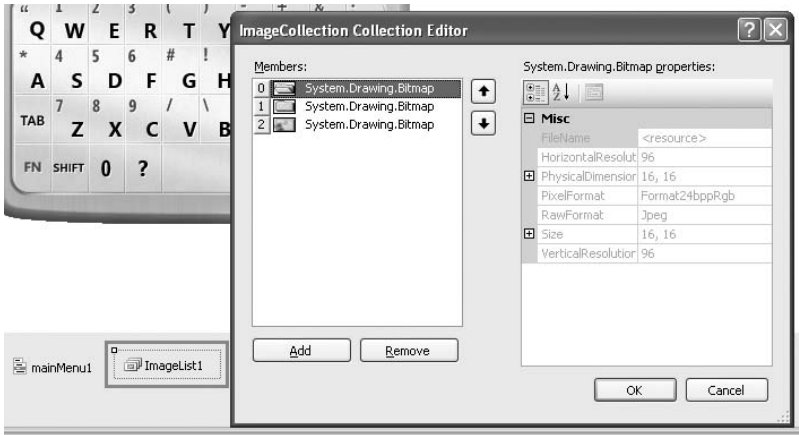 Q W E R T Y
* 4 5 6 # !
A S D F G H
7 8 9 / \
TAB Z X C V B
FN SHIFT 0 ?
mainMenu1
ImageList1
ImageCollection Collection Editor
Members:
0 System.Drawing.Bitmap
1 System.Drawing.Bitmap
2 System.Drawing.Bitmap
Add Remove
System.Drawing.Bitmap properties:
Misc
FileName <resource>
HorizontalResolut 96
PhysicalDimension 16, 16
PixelFormat Format24bppRgb
RawFormat Jpeg
Size 16, 16
VerticalResolution 96
OK Cancel